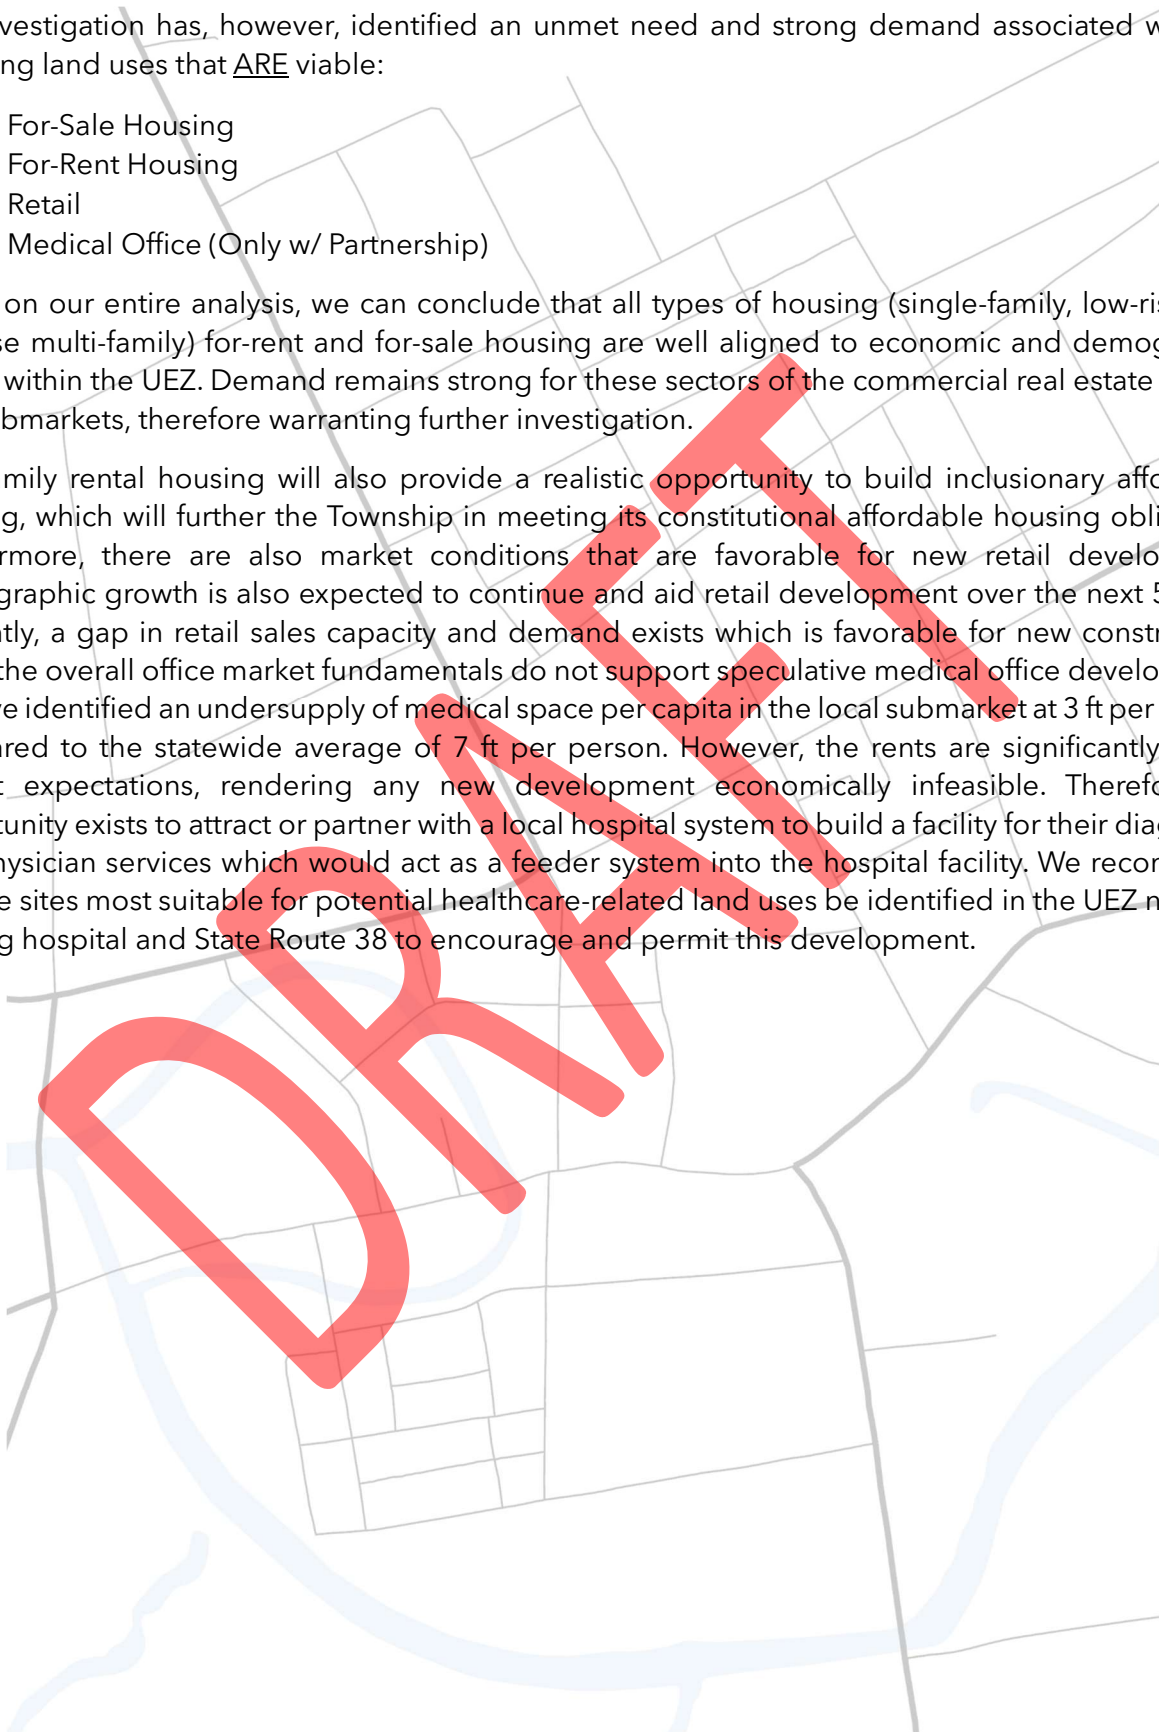 vestigation has, however, identified an unmet need and strong demand associated w
ng land uses that ARE viable:
For-Sale Housing
For-Rent Housing
Retail
Medical Office (Only w/ Partnership)
on our entire analysis, we can conclude that all types of housing (single-family, low-ris
se multi-family) for-rent and for-sale housing are well aligned to economic and demog
within the UEZ. Demand remains strong for these sectors of the commercial real estate
bmarkets, therefore warranting further investigation.
mily rental housing will also provide a realistic opportunity to build inclusionary affo
g, which will further the Township in meeting its constitutional affordable housing obli
rmore, there are also market conditions that are favorable for new retail develo
graphic growth is also expected to continue and aid retail development over the next 5
ntly, a gap in retail sales capacity and demand exists which is favorable for new constr
the overall office market fundamentals do not support speculative medical office develo
ve identified an undersupply of medical space per capita in the local submarket at 3 ft per
ared to the statewide average of 7 ft per person. However, the rents are significantly
t expectations, rendering any new development economically infeasible. Therefo
tunity exists to attract or partner with a local hospital system to build a facility for their diag
hysician services which would act as a feeder system into the hospital facility. We recon
e sites most suitable for potential healthcare-related land uses be identified in the UEZ n
g hospital and State Route 38 to encourage and permit this development.
DRAFT